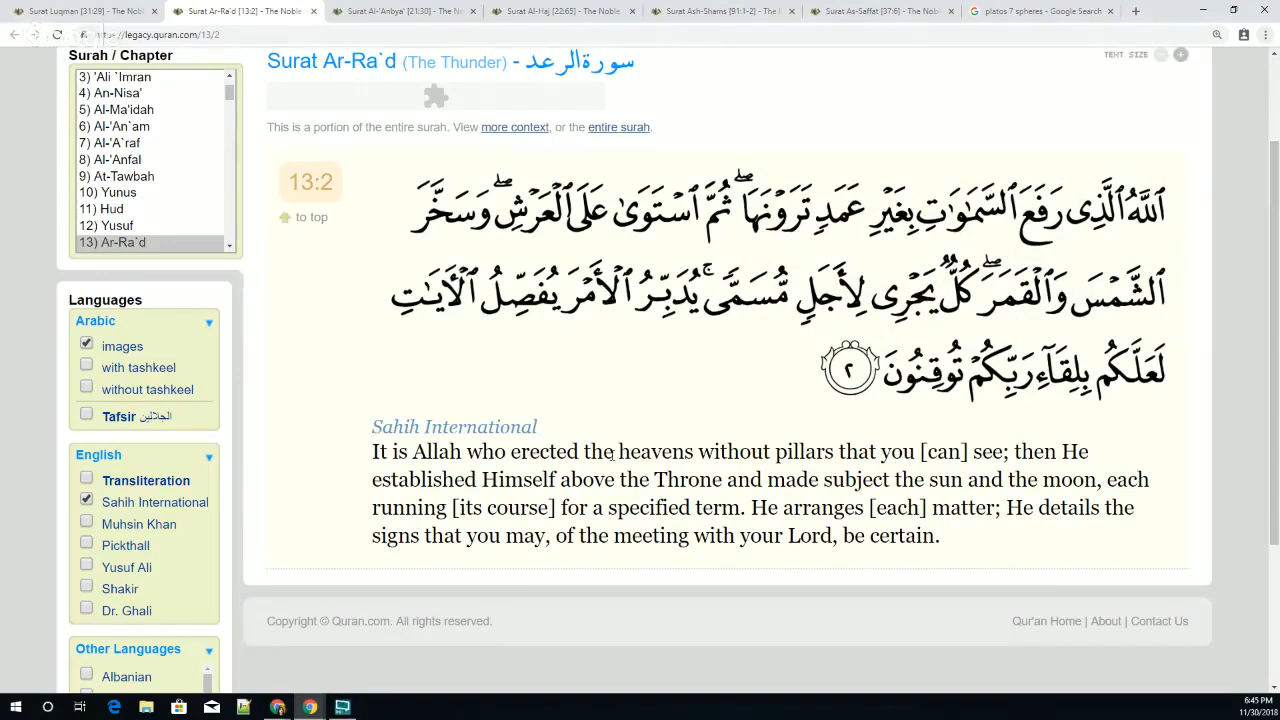 Surat Luqman [31:29] - The Nobl
Surat Ar-Ra`d [13:2] - The Noble
Surat Al-'Anbya' [21:30] - The No
Surat Al-Haj [22:65] - The Noble
Surat Ash-Shams [91:1-2] - The
Surat As-Saffat [37:6] - The Nob
platos 7 spheres - Google Search
https://legacy.quran.com/13/2
Surah / Chapter
3) 'Ali `Imran
4) An-Nisa'
5) Al-Ma'idah
6) Al-'An`am
7) Al-'A`raf
8) Al-'Anfal
9) At-Tawbah
10) Yunus
11) Hud
12) Yusuf
13) Ar-Ra`d
Languages
Arabic
images
with tashkeel
without tashkeel
Tafsir الجلالين
English
Transliteration
Sahih International
Muhsin Khan
Pickthall
Yusuf Ali
Shakir
Dr. Ghali
Other Languages
Albanian
Surat Ar-Ra`d (The Thunder) - سورة الرعد
TEXT SIZE
This is a portion of the entire surah. View more context, or the entire surah.
13:2
to top
ٱللَّهُ ٱلَّذِى رَفَعَ ٱلسَّمَـٰوَٰتِ بِغَيْرِ عَمَدٍ تَرَوْنَهَا ۖ ثُمَّ ٱسْتَوَىٰ عَلَى ٱلْعَرْشِ ۖ وَسَخَّرَ
ٱلشَّمْسَ وَٱلْقَمَرَ ۖ كُلٌّ يَجْرِى لِأَجَلٍ مُّسَمًّى ۚ يُدَبِّرُ ٱلْأَمْرَ يُفَصِّلُ ٱلْـَٔايَـٰتِ
لَعَلَّكُم بِلِقَآءِ رَبِّكُمْ تُوقِنُونَ ٢
Sahih International
It is Allah who erected the heavens without pillars that you [can] see; then He
established Himself above the Throne and made subject the sun and the moon, each
running [its course] for a specified term. He arranges [each] matter; He details the
signs that you may, of the meeting with your Lord, be certain.
Copyright © Quran.com. All rights reserved.
Qur'an Home | About | Contact Us
6:45 PM
11/30/2018